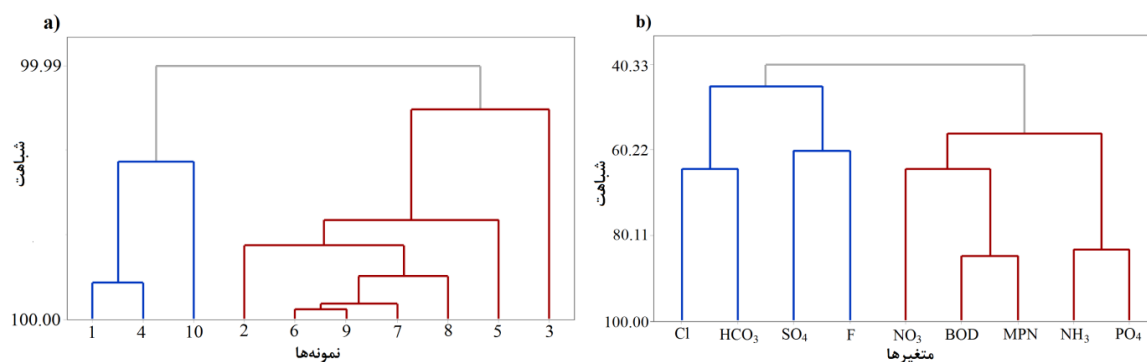 a)
99.99
شباهت
100.00
1 4 10 2 6 9 7 8 5 3
نمونه‌ها
b)
40.33
60.22
شباهت
80.11
100.00
Cl HCO₃ SO₄ F NO₃ BOD MPN NH₃ PO₄
متغیرها